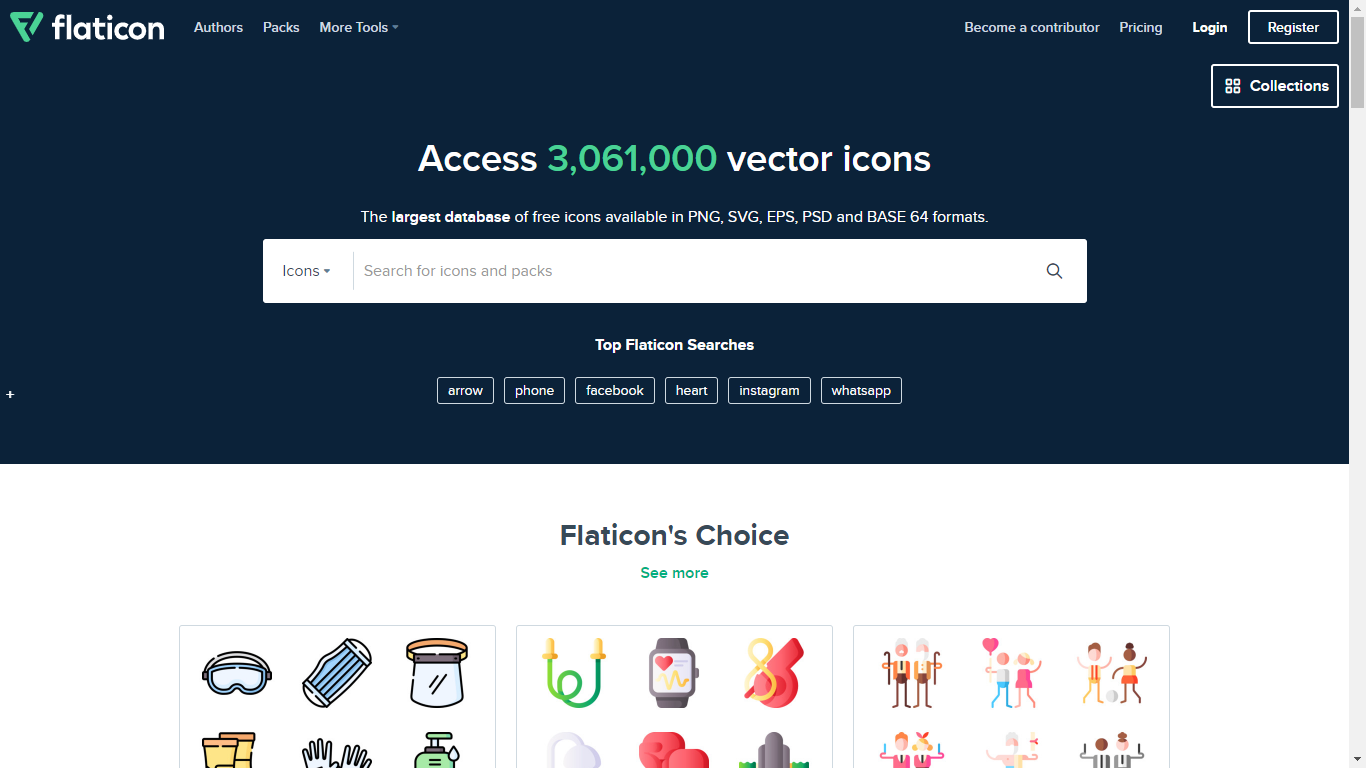 flaticon
Authors
Packs
More Tools
Become a contributor
Pricing
Login
Register
Collections
Access 3,061,000 vector icons
The largest database of free icons available in PNG, SVG, EPS, PSD and BASE 64 formats.
Icons
Search for icons and packs
Top Flaticon Searches
arrow
phone
facebook
heart
instagram
whatsapp
+
Flaticon's Choice
See more